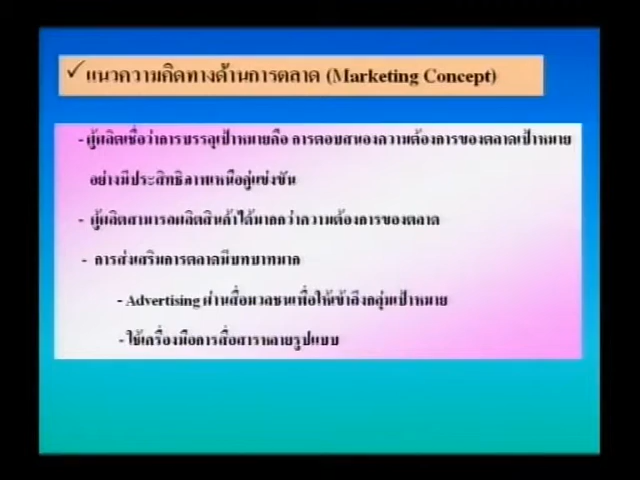 ✓แนวความคิดทางด้านการตลาด (Marketing Concept)
- ผู้ผลิตเชื่อว่าการบรรลุเป้าหมายคือ การตอบสนองความต้องการของตลาดเป้าหมาย
อย่างมีประสิทธิภาพเหนือคู่แข่งขัน
- ผู้ผลิตสามารถผลิตสินค้าได้มากกว่าความต้องการของตลาด
- การส่งเสริมการตลาดมีบทบาทมาก
- Advertising ผ่านสื่อมวลชนเพื่อให้เข้าถึงกลุ่มเป้าหมาย
- ใช้เครื่องมือการสื่อสารหลายรูปแบบ